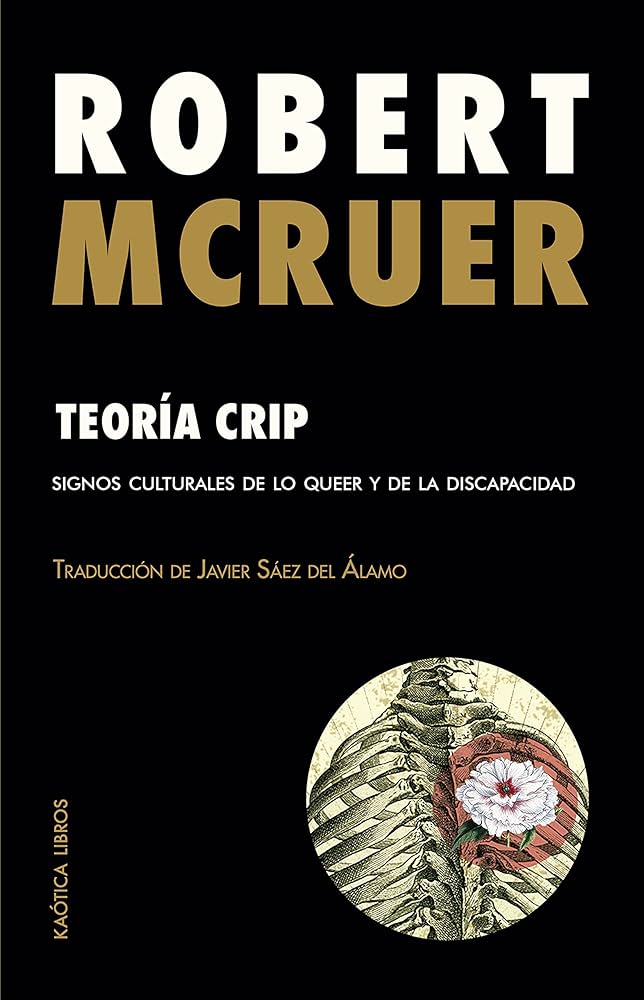 ROBERT
MCRUER
TEORÍA CRIP
SIGNOS CULTURALES DE LO QUEER Y DE LA DISCAPACIDAD
TRADUCCIÓN DE JAVIER SÁEZ DEL ÁLAMO
KAÓTICA LIBROS